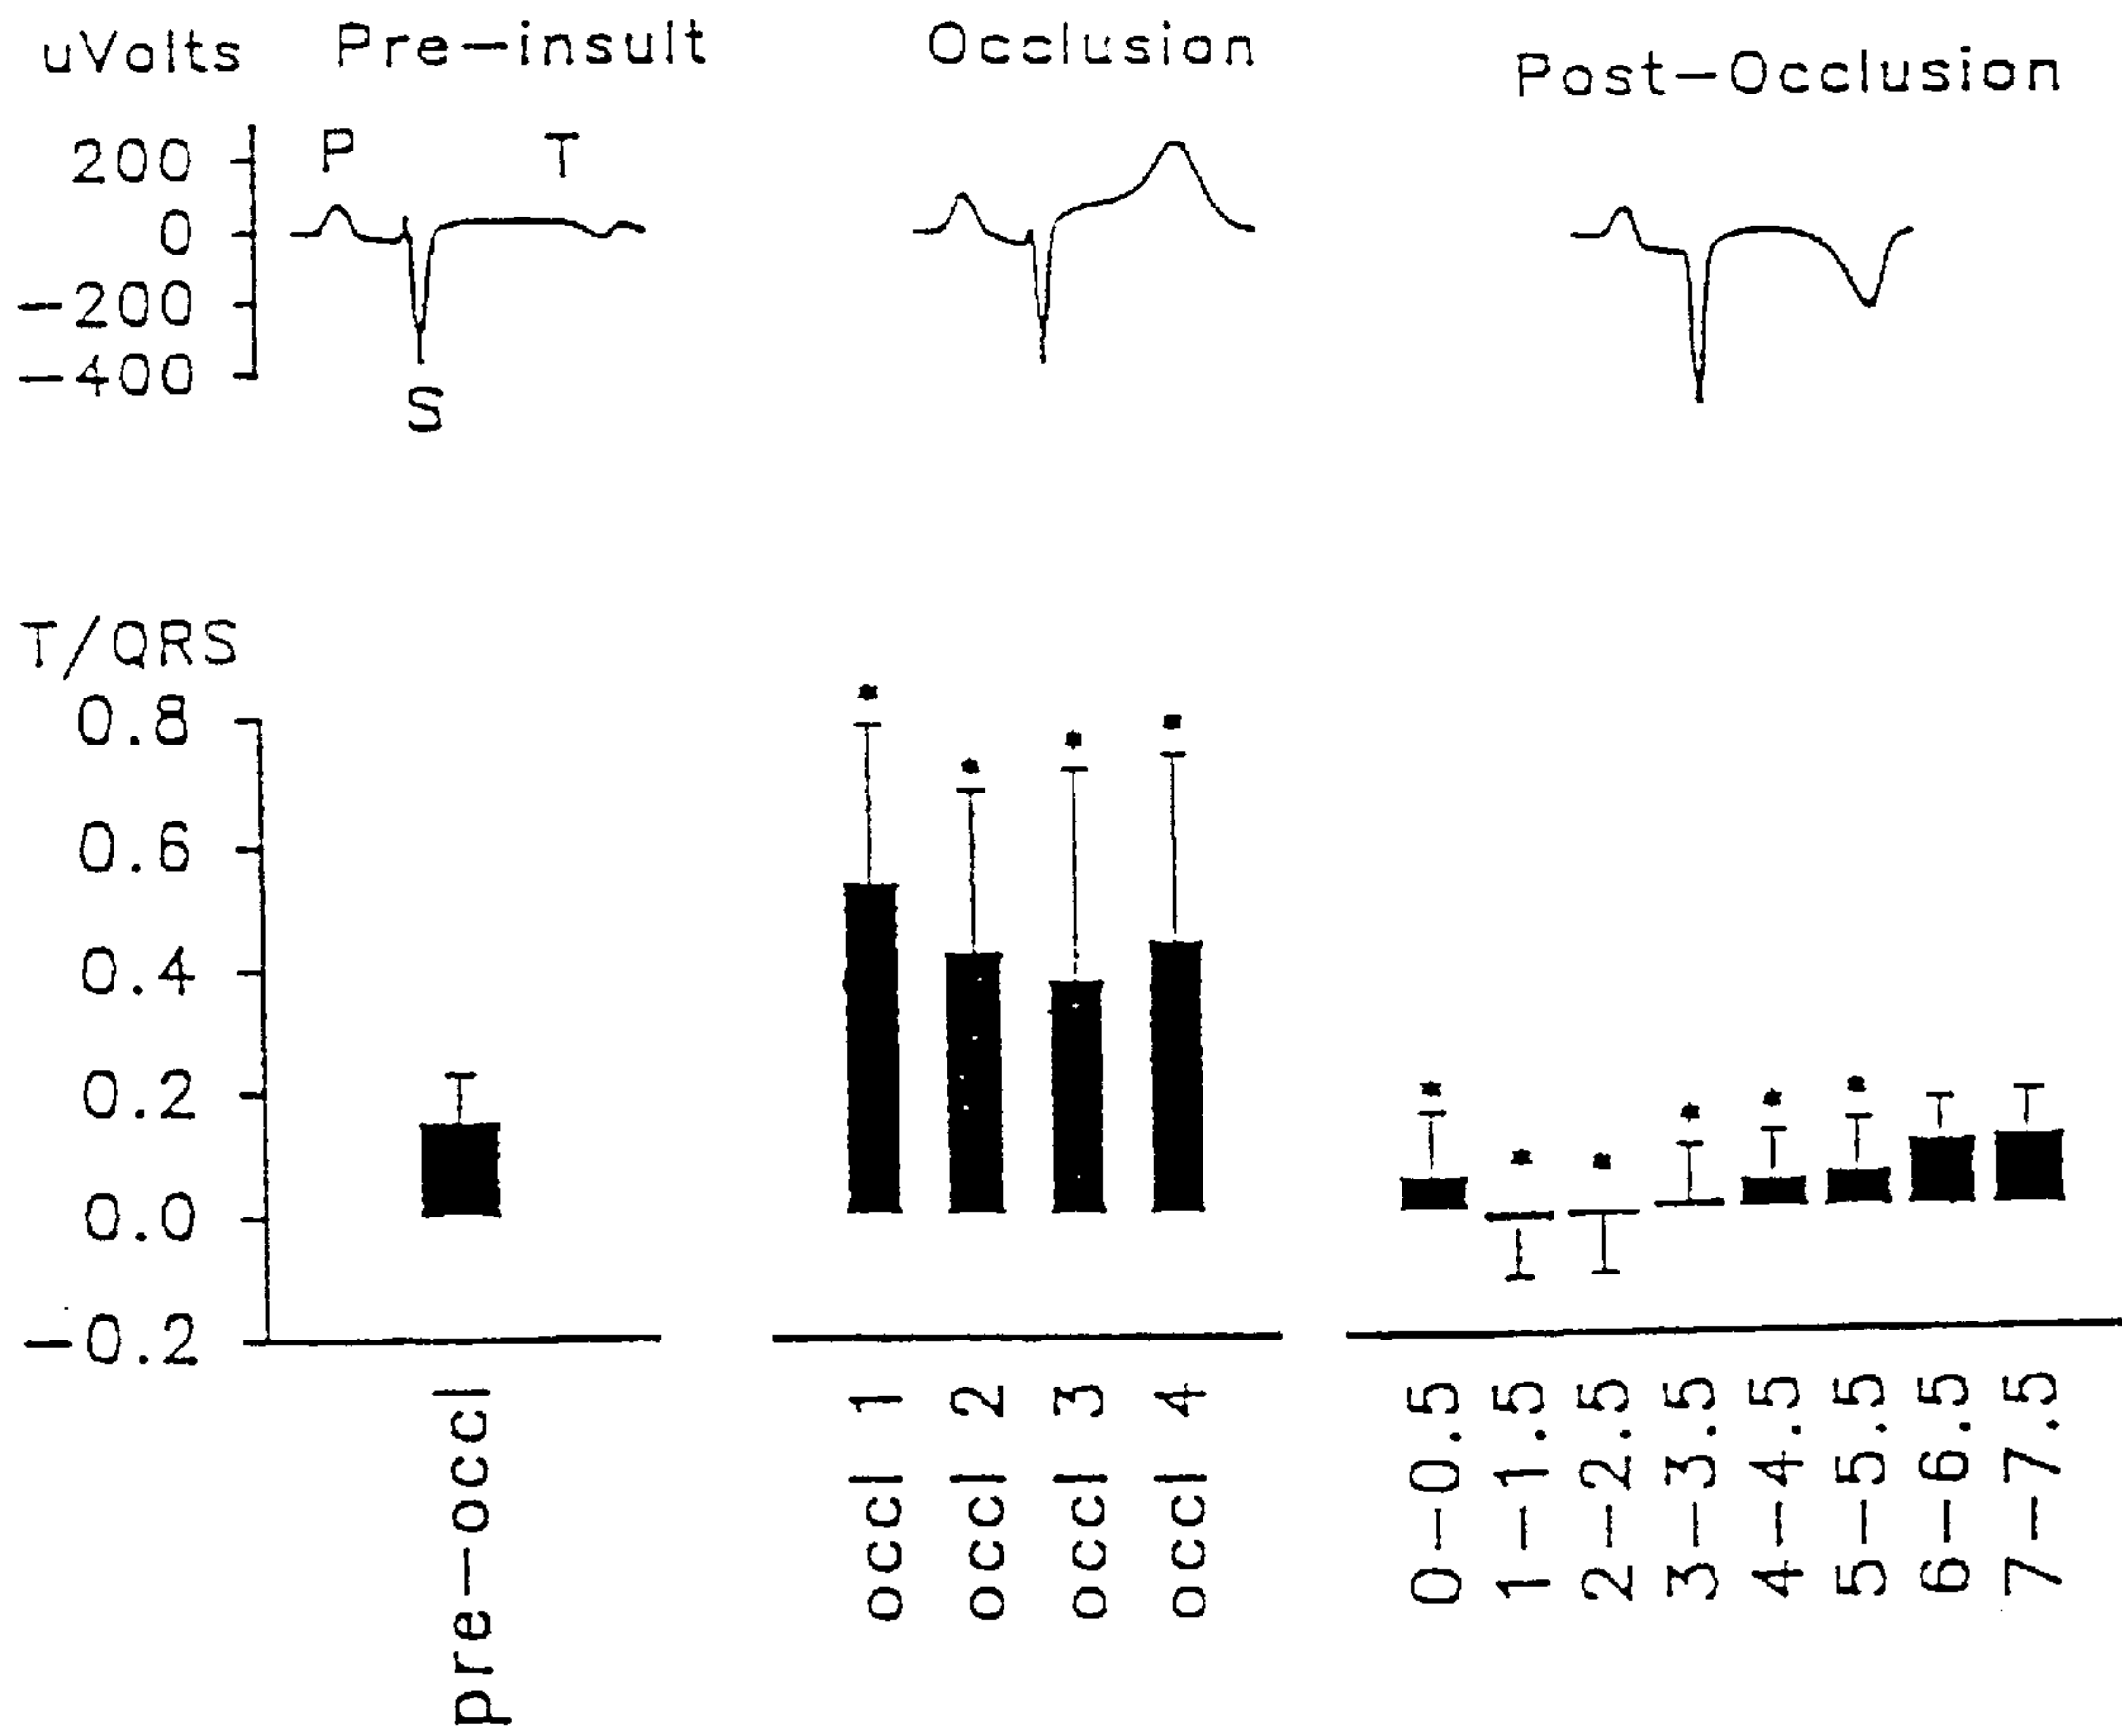 uVolts Pre-insult Occlusion Post-Occlusion
200 P T
0
-200
-400
S
T/QRS
0.8
0.6
0.4
0.2
0.0
-0.2
pre-occl
occl 1
occl 2
occl 3
occl 4
0-0.5
1-1.5
2-2.5
3-3.5
4-4.5
5-5.5
6-6.5
7-7.5